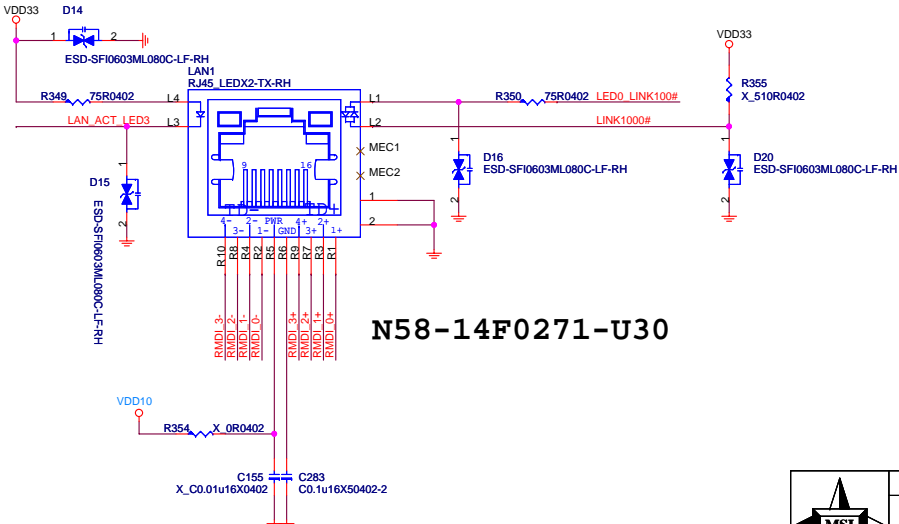 VDD33
D14
1
2
ESD-SFI0603ML080C-LF-RH
LAN1
RJ45_LEDX2-TX-RH
R349
75R0402
L4
LAN_ACT_LED3
L3
L1
R350
75R0402
LED0_LINK100#
L2
LINK1000#
VDD33
R355
X_510R0402
MEC1
MEC2
1
2
1
D15
2
ESD-SFI0603ML080C-LF-RH
1
D16
ESD-SFI0603ML080C-LF-RH
2
1
D20
ESD-SFI0603ML080C-LF-RH
2
9
16
TD-
TD+
4-
2-
PWR
4+
2+
3-
1-
GND
3+
1+
R10
R8
R4
R2
R5
R6
R9
R7
R3
R1
RMDI_3-
RMDI_2-
RMDI_1-
RMDI_0-
RMDI_3+
RMDI_2+
RMDI_1+
RMDI_0+
N58-14F0271-U30
VDD10
R354
X_0R0402
C155
X_C0.01u16X0402
C283
C0.1u16X50402-2
MSI